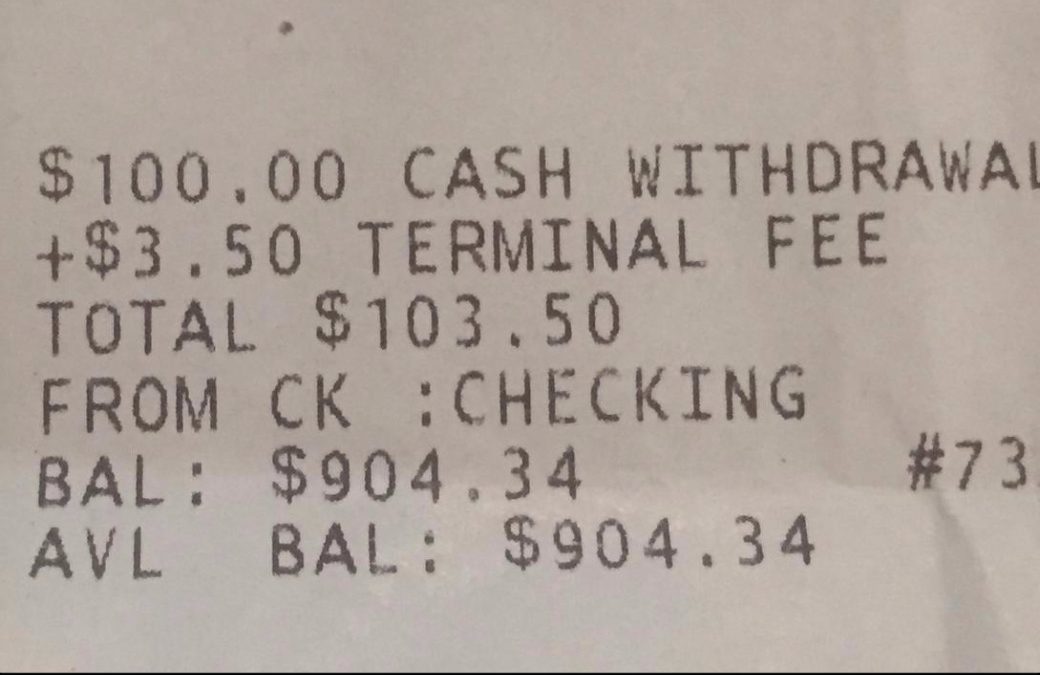 $100.00 CASH WITHDRAWAL
+$3.50 TERMINAL FEE
TOTAL $103.50
FROM CK :CHECKING
BAL: $904.34 #73
AVL BAL: $904.34